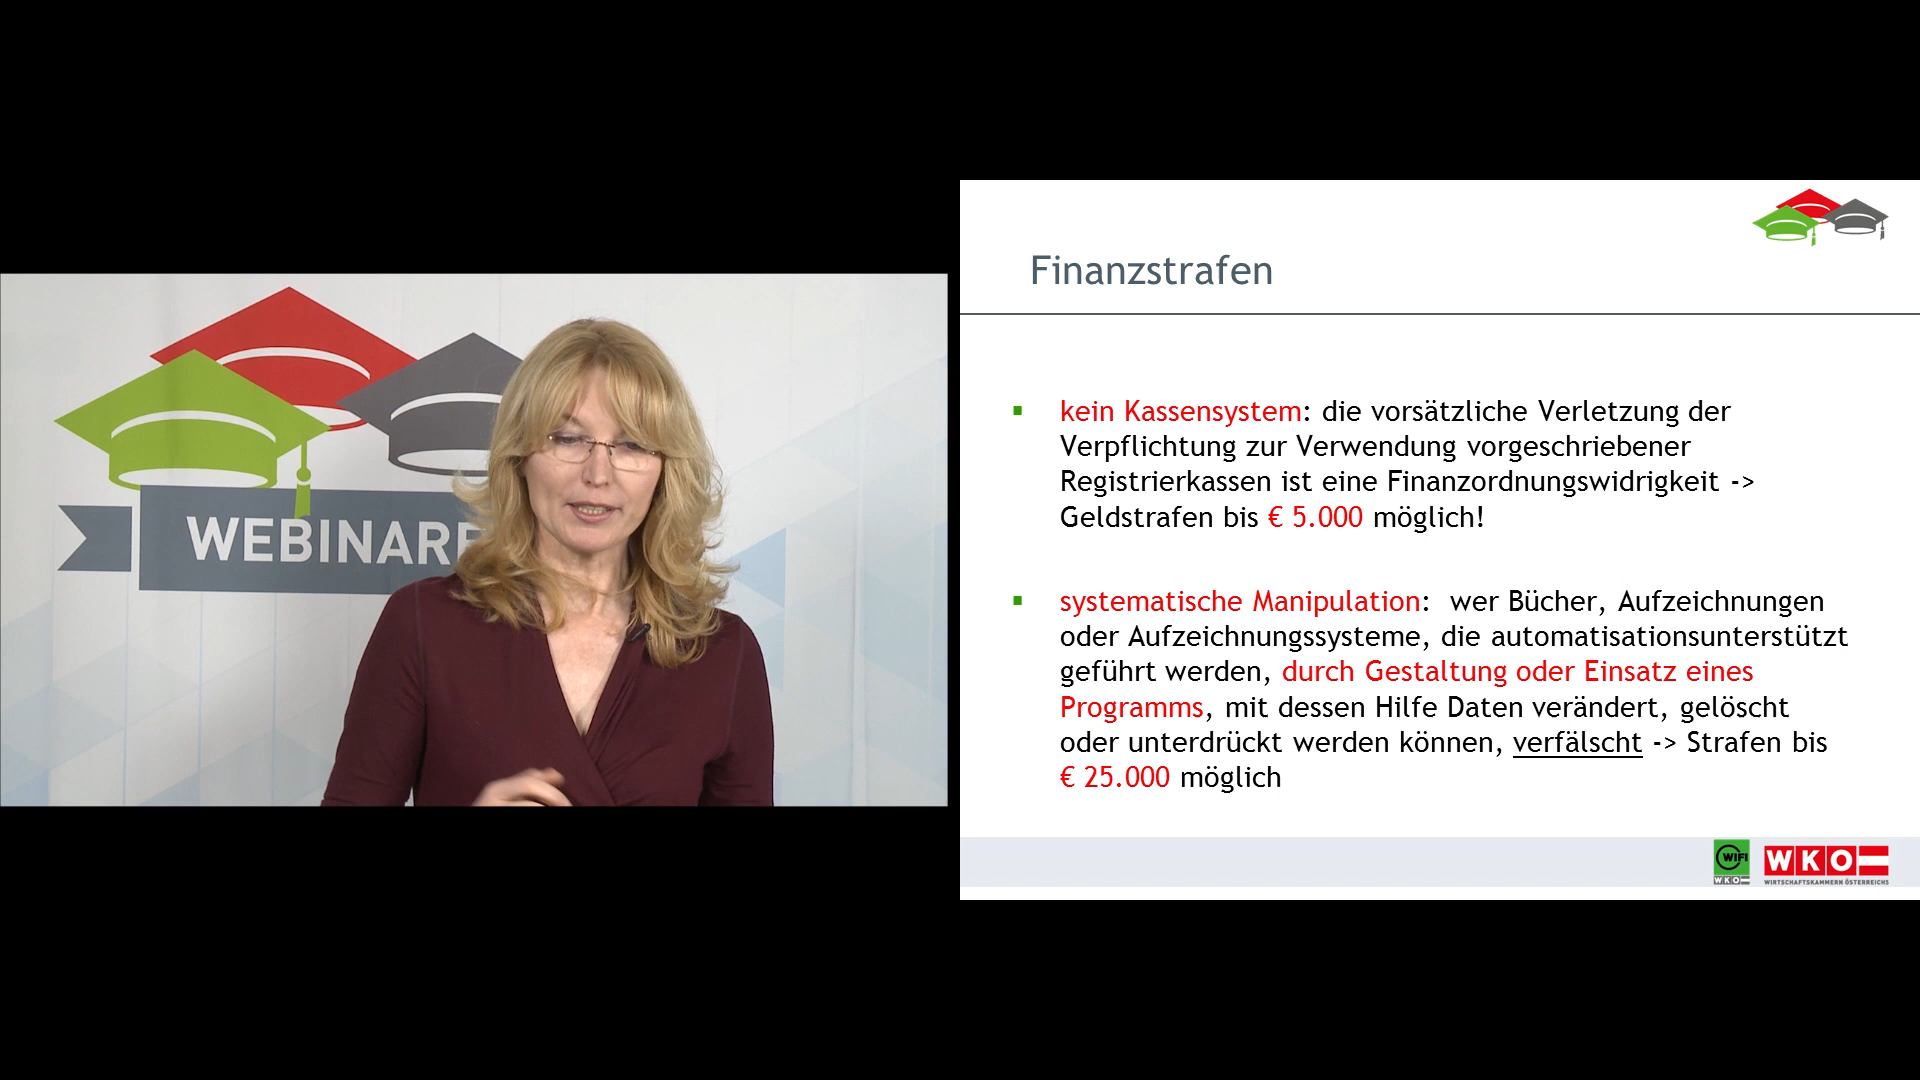 WEBINARE
Finanzstrafen
kein Kassensystem: die vorsätzliche Verletzung der
Verpflichtung zur Verwendung vorgeschriebener
Registrierkassen ist eine Finanzordnungswidrigkeit ->
Geldstrafen bis € 5.000 möglich!
systematische Manipulation: wer Bücher, Aufzeichnungen
oder Aufzeichnungssysteme, die automatisationsunterstützt
geführt werden, durch Gestaltung oder Einsatz eines
Programms, mit dessen Hilfe Daten verändert, gelöscht
oder unterdrückt werden können, verfälscht -> Strafen bis
€ 25.000 möglich
WIFI
WKO
WKO
WIRTSCHAFTSKAMMERN ÖSTERREICHS